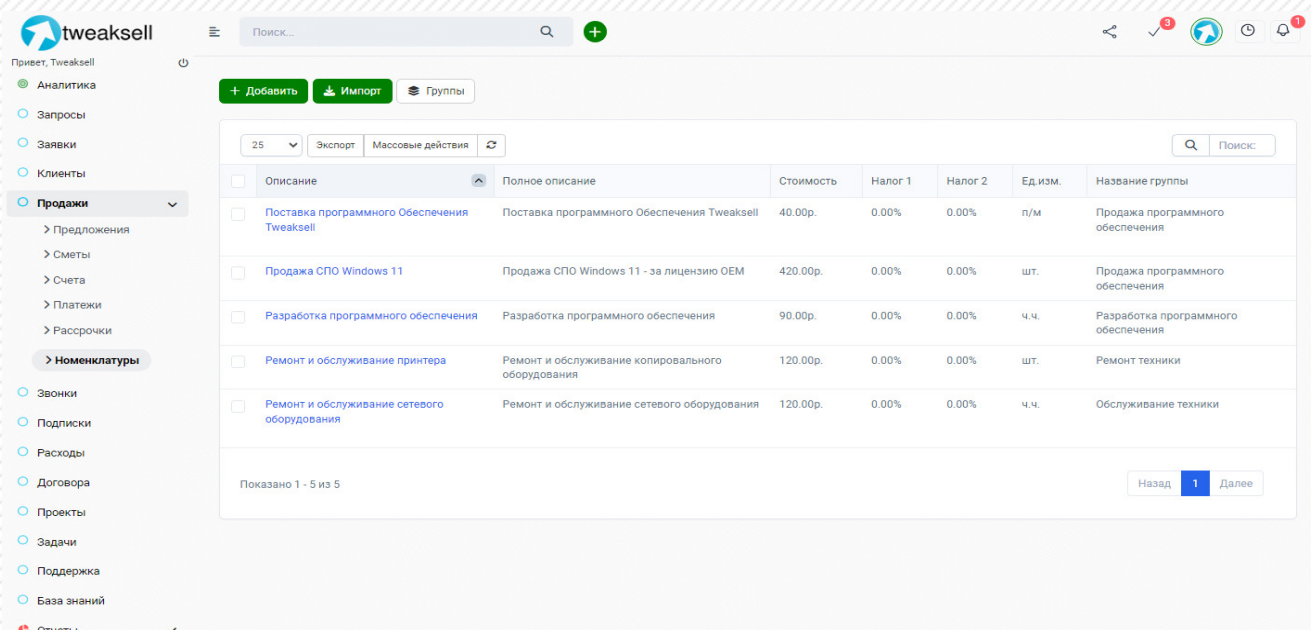 tweaksell
Поиск...
3
1
Привет, Tweaksell
Аналитика
Запросы
Заявки
Клиенты
Продажи
Предложения
Сметы
Счета
Платежи
Рассрочки
Номенклатуры
Звонки
Подписки
Расходы
Договора
Проекты
Задачи
Поддержка
База знаний
Отчеты
+ Добавить
Импорт
Группы
25
Экспорт
Массовые действия
Поиск:
Описание Полное описание Стоимость Налог 1 Налог 2 Ед.изм. Название группы
Поставка программного Обеспечения Поставка программного Обеспечения Tweaksell 40.00р. 0.00% 0.00% п/м Продажа программного
Tweaksell обеспечения
Продажа СПО Windows 11 Продажа СПО Windows 11 - за лицензию OEM 420.00р. 0.00% 0.00% шт. Продажа программного
обеспечения
Разработка программного обеспечения Разработка программного обеспечения 90.00р. 0.00% 0.00% ч.ч. Разработка программного
обеспечения
Ремонт и обслуживание принтера Ремонт и обслуживание копировального 120.00р. 0.00% 0.00% шт. Ремонт техники
оборудования
Ремонт и обслуживание сетевого Ремонт и обслуживание сетевого оборудования 120.00р. 0.00% 0.00% ч.ч. Обслуживание техники
оборудования
Показано 1 - 5 из 5
Назад 1 Далее